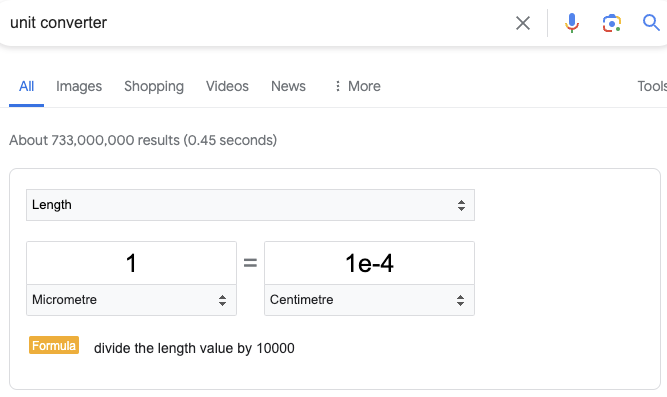 unit converter
All Images Shopping Videos News More Tools
About 733,000,000 results (0.45 seconds)
Length
1 = 1e-4
Micrometre Centimetre
Formula divide the length value by 10000